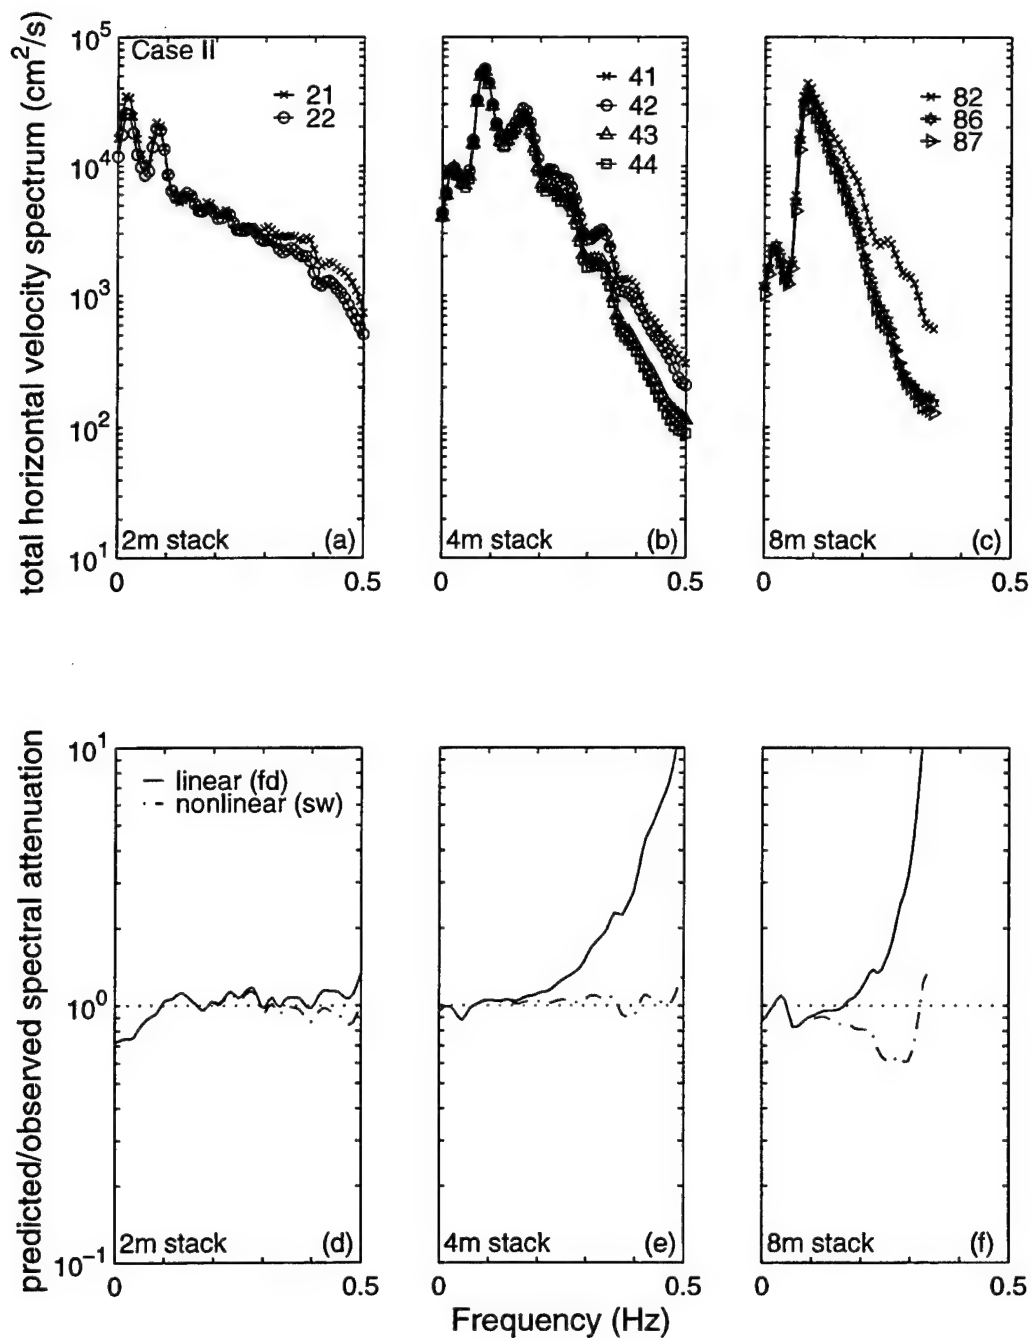 total horizontal velocity spectrum (cm²/s)
10⁵
10⁴
10³
10²
10¹
Case II
21
22
2m stack
(a)
0
0.5
41
42
43
44
4m stack
(b)
0
0.5
82
86
87
8m stack
(c)
0
0.5
predicted/observed spectral attenuation
10¹
10⁰
10⁻¹
linear (fd)
nonlinear (sw)
2m stack
(d)
0
0.5
4m stack
(e)
0
0.5
8m stack
(f)
0
0.5
Frequency (Hz)